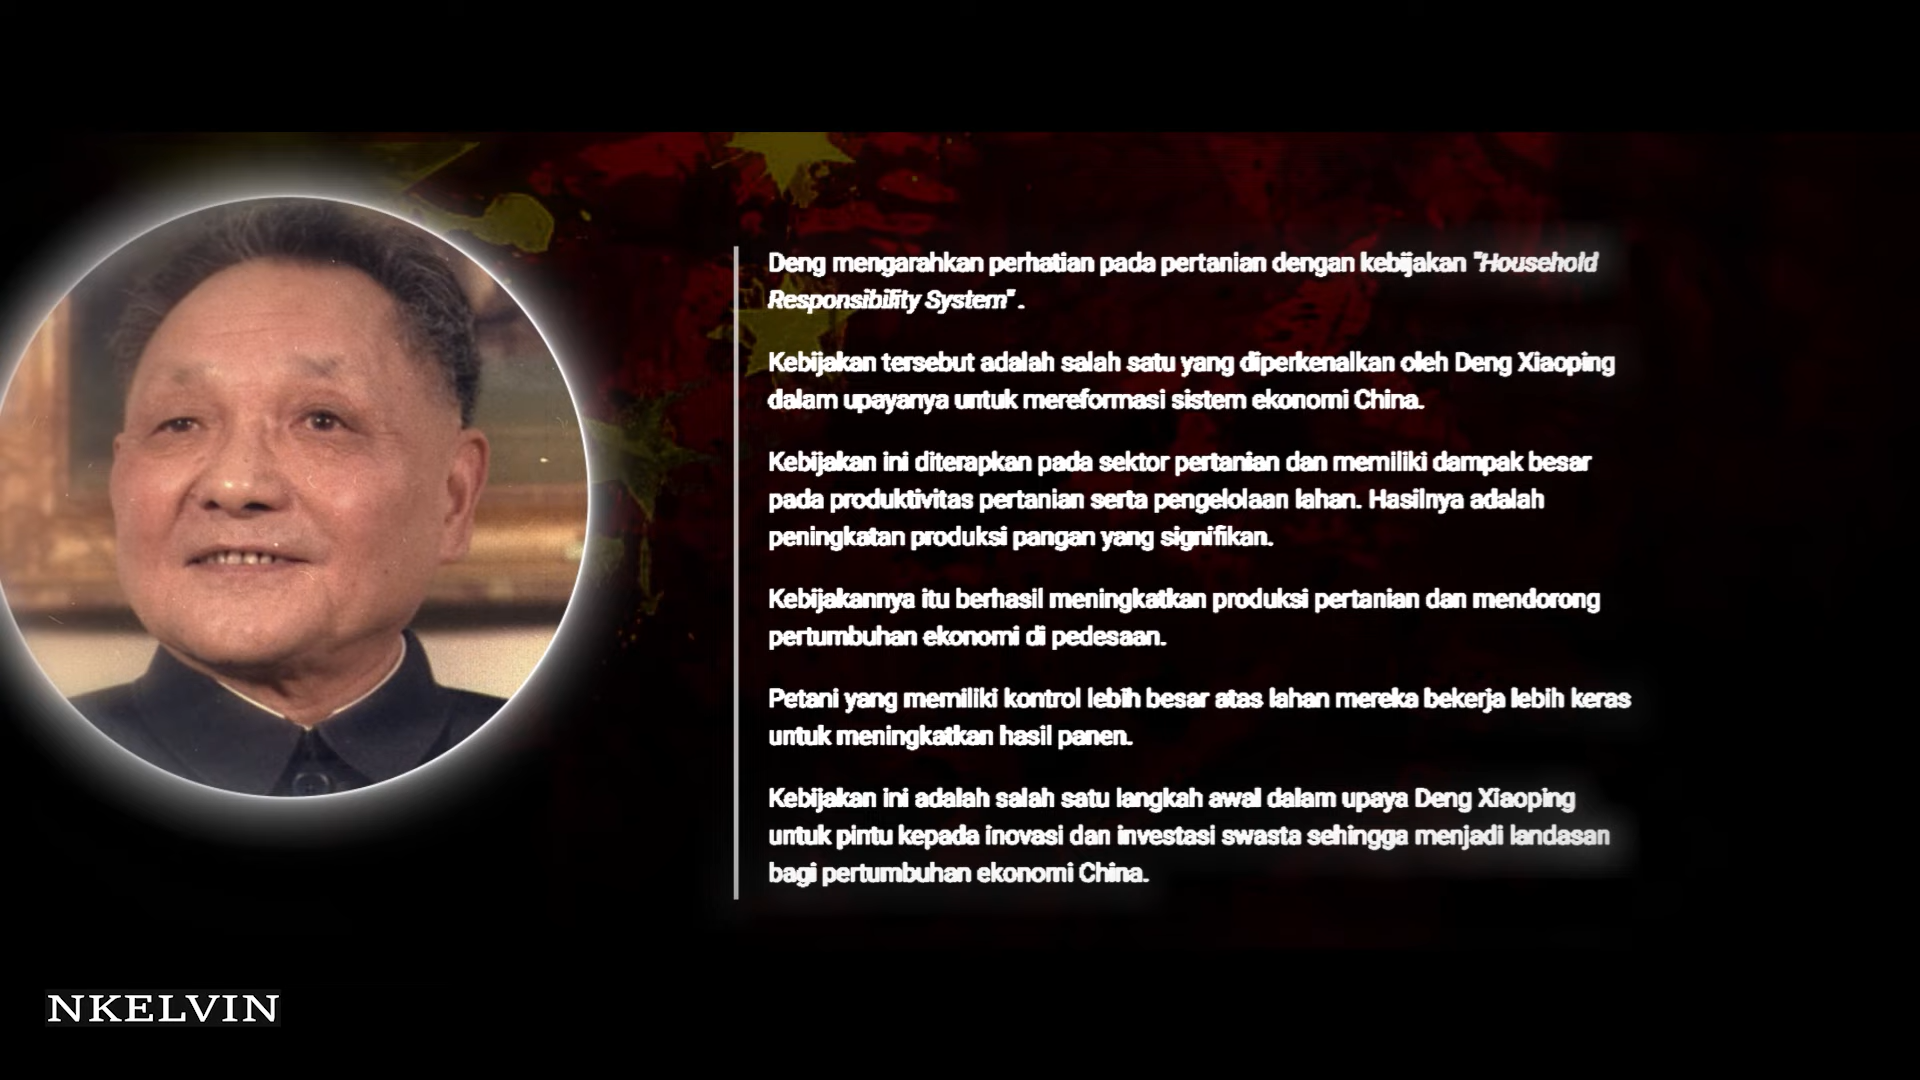 Deng mengarahkan perhatian pada pertanian dengan kebijakan "Household
Responsibility System" .
Kebijakan tersebut adalah salah satu yang diperkenalkan oleh Deng Xiaoping
dalam upayanya untuk mereformasi sistem ekonomi China.
Kebijakan ini diterapkan pada sektor pertanian dan memiliki dampak besar
pada produktivitas pertanian serta pengelolaan lahan. Hasilnya adalah
peningkatan produksi pangan yang signifikan.
Kebijakannya itu berhasil meningkatkan produksi pertanian dan mendorong
pertumbuhan ekonomi di pedesaan.
Petani yang memiliki kontrol lebih besar atas lahan mereka bekerja lebih keras
untuk meningkatkan hasil panen.
Kebijakan ini adalah salah satu langkah awal dalam upaya Deng Xiaoping
untuk pintu kepada inovasi dan investasi swasta sehingga menjadi landasan
bagi pertumbuhan ekonomi China.
NKELVIN